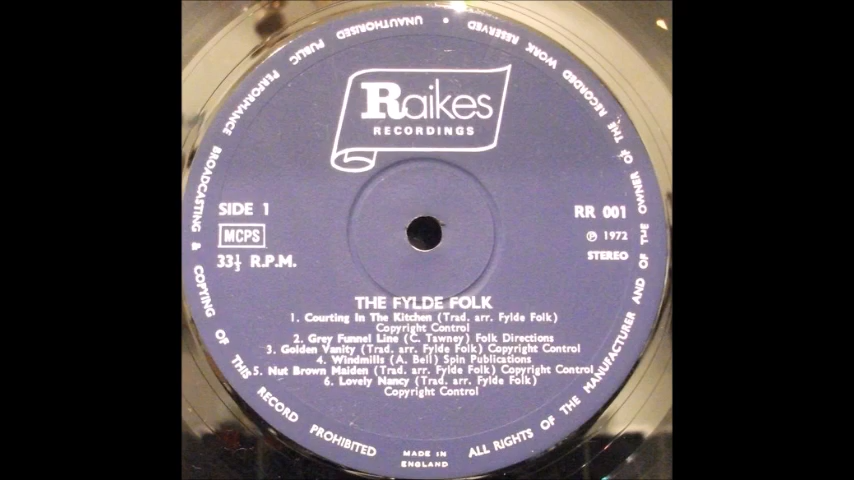 ALL RIGHTS OF THE MANUFACTURER AND OF THE OWNER OF THE RECORDED WORK RESERVED • UNAUTHORISED PUBLIC PERFORMANCE BROADCASTING & COPYING OF THIS RECORD PROHIBITED
Raikes
RECORDINGS
SIDE 1
MCPS
33⅓ R.P.M.
RR 001
℗ 1972
STEREO
THE FYLDE FOLK
1. Courting In The Kitchen (Trad. arr. Fylde Folk)
Copyright Control
2. Grey Funnel Line (C. Tawney) Folk Directions
3. Golden Vanity (Trad. arr. Fylde Folk) Copyright Control
4. Windmills (A. Bell) Spin Publications
5. Nut Brown Maiden (Trad. arr. Fylde Folk) Copyright Control
6. Lovely Nancy (Trad. arr. Fylde Folk)
Copyright Control
MADE IN
ENGLAND